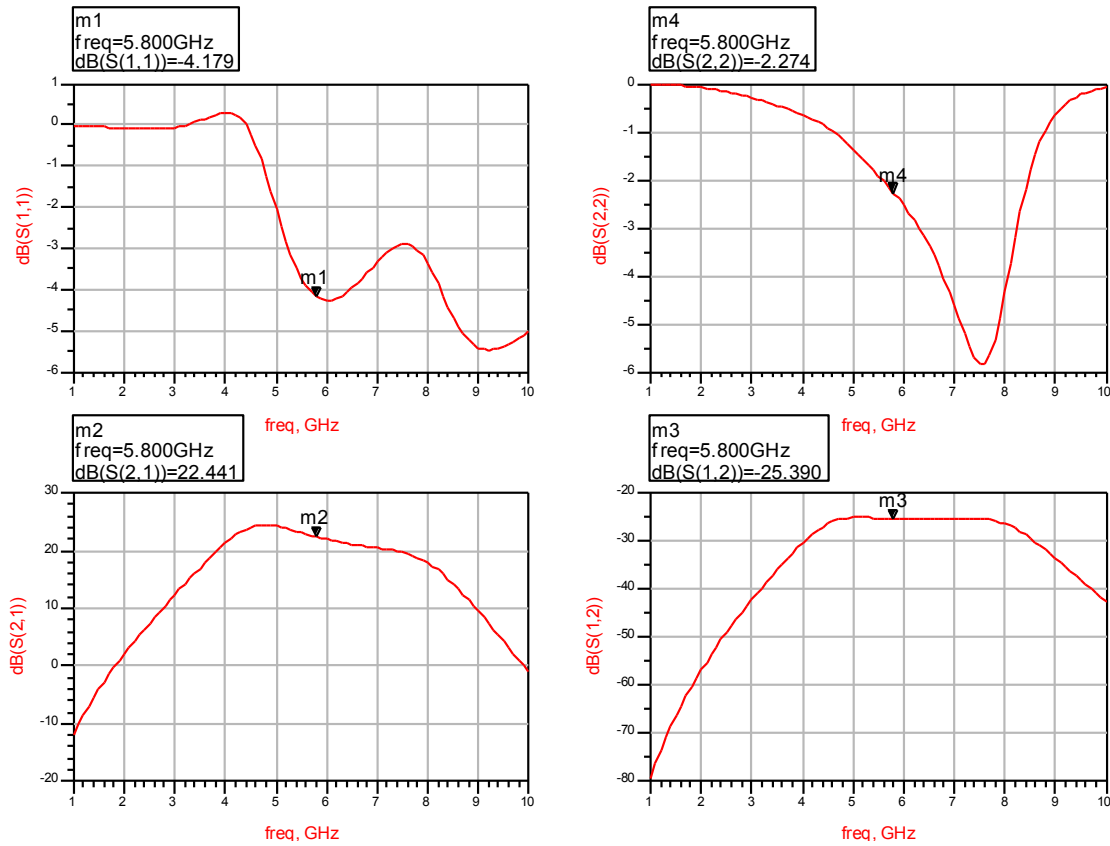 m1
freq=5.800GHz
dB(S(1,1))=-4.179
1
0
-1
-2
-3
-4
-5
-6
dB(S(1,1))
m1
1 2 3 4 5 6 7 8 9 10
freq, GHz
m4
freq=5.800GHz
dB(S(2,2))=-2.274
0
-1
-2
-3
-4
-5
-6
dB(S(2,2))
m4
1 2 3 4 5 6 7 8 9 10
freq, GHz
m2
freq=5.800GHz
dB(S(2,1))=22.441
30
20
10
0
-10
-20
dB(S(2,1))
m2
1 2 3 4 5 6 7 8 9 10
freq, GHz
m3
freq=5.800GHz
dB(S(1,2))=-25.390
-20
-30
-40
-50
-60
-70
-80
dB(S(1,2))
m3
1 2 3 4 5 6 7 8 9 10
freq, GHz